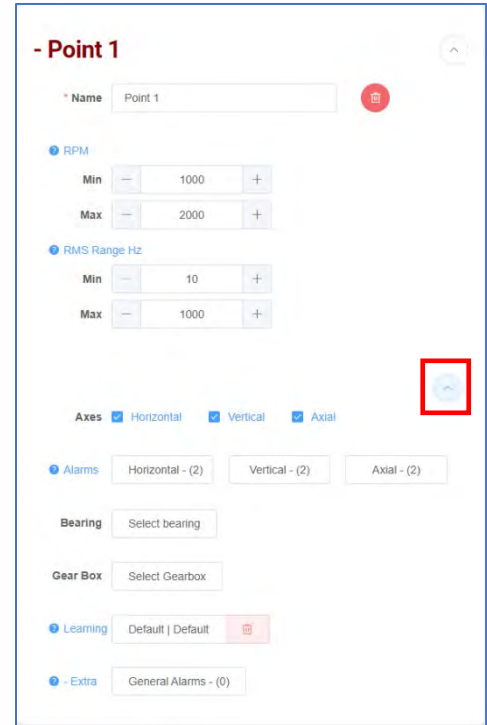 - Point 1
* Name Point 1
RPM
Min 1000
Max 2000
RMS Range Hz
Min 10
Max 1000
Axes Horizontal Vertical Axial
Alarms Horizontal - (2) Vertical - (2) Axial - (2)
Bearing Select bearing
Gear Box Select Gearbox
Learning Default | Default
- Extra General Alarms - (0)